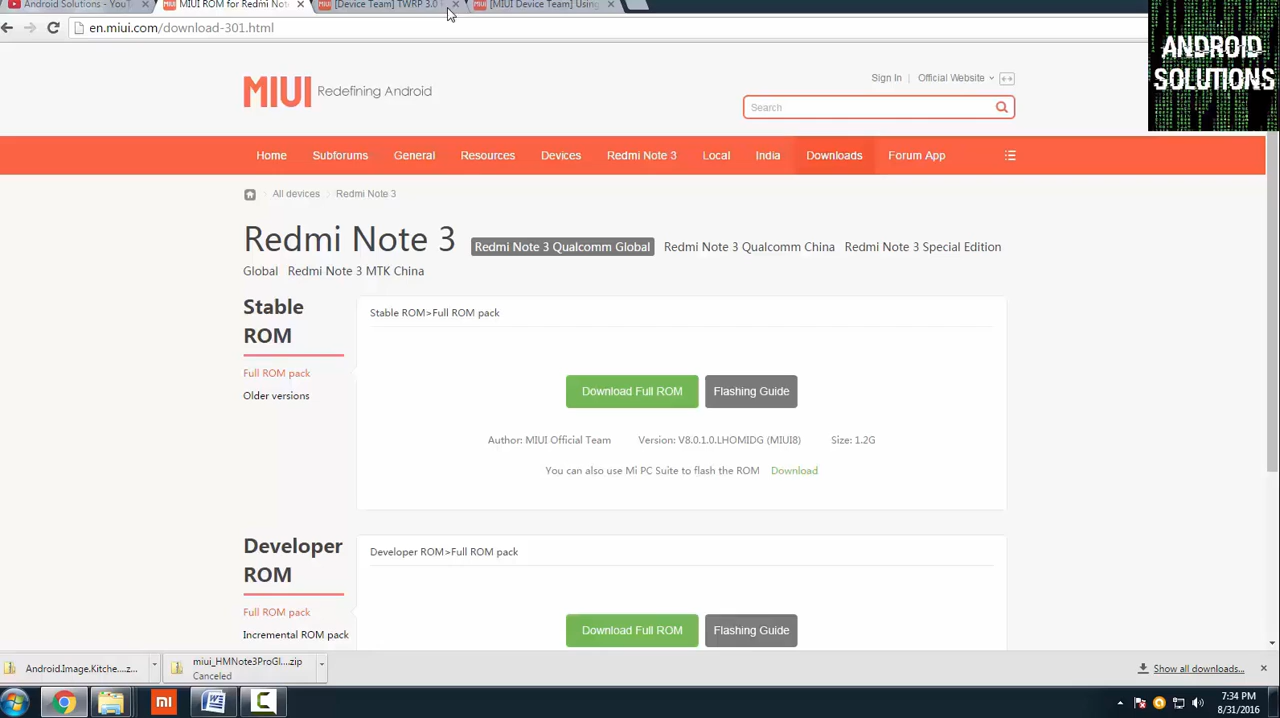 Android Solutions - YouT
MIUI ROM for Redmi Not
[Device Team] TWRP 3.0
[MIUI Device Team] Using
en.miui.com/download-301.html
ANDROID
SOLUTIONS
MIUI Redefining Android
Sign In | Official Website
Search
Home Subforums General Resources Devices Redmi Note 3 Local India Downloads Forum App
All devices Redmi Note 3
Redmi Note 3 Redmi Note 3 Qualcomm Global Redmi Note 3 Qualcomm China Redmi Note 3 Special Edition
Global Redmi Note 3 MTK China
Stable
ROM
Full ROM pack
Older versions
Stable ROM>Full ROM pack
Download Full ROM Flashing Guide
Author: MIUI Official Team Version: V8.0.1.0.LHOMIDG (MIUI8) Size: 1.2G
You can also use Mi PC Suite to flash the ROM Download
Developer
ROM
Full ROM pack
Incremental ROM pack
Developer ROM>Full ROM pack
Download Full ROM Flashing Guide
Android.Image.Kitche....z...
miui_HMNote3ProGl....zip
Canceled
Show all downloads...
7:34 PM
8/31/2016